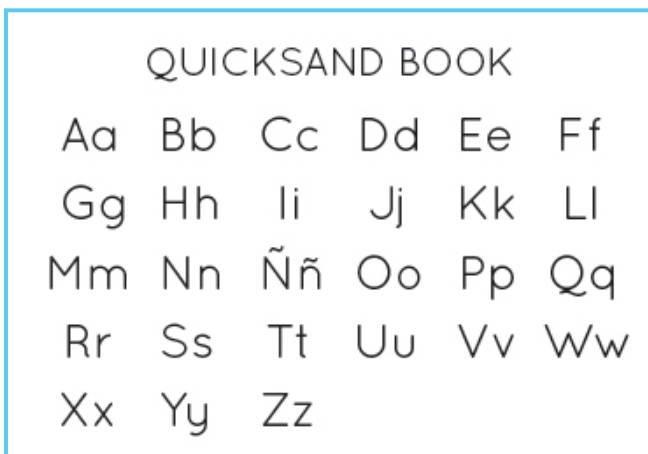 QUICKSAND BOOK
Aa Bb Cc Dd Ee Ff
Gg Hh Ii Jj Kk Ll
Mm Nn Ññ Oo Pp Qq
Rr Ss Tt Uu Vv Ww
Xx Yy Zz